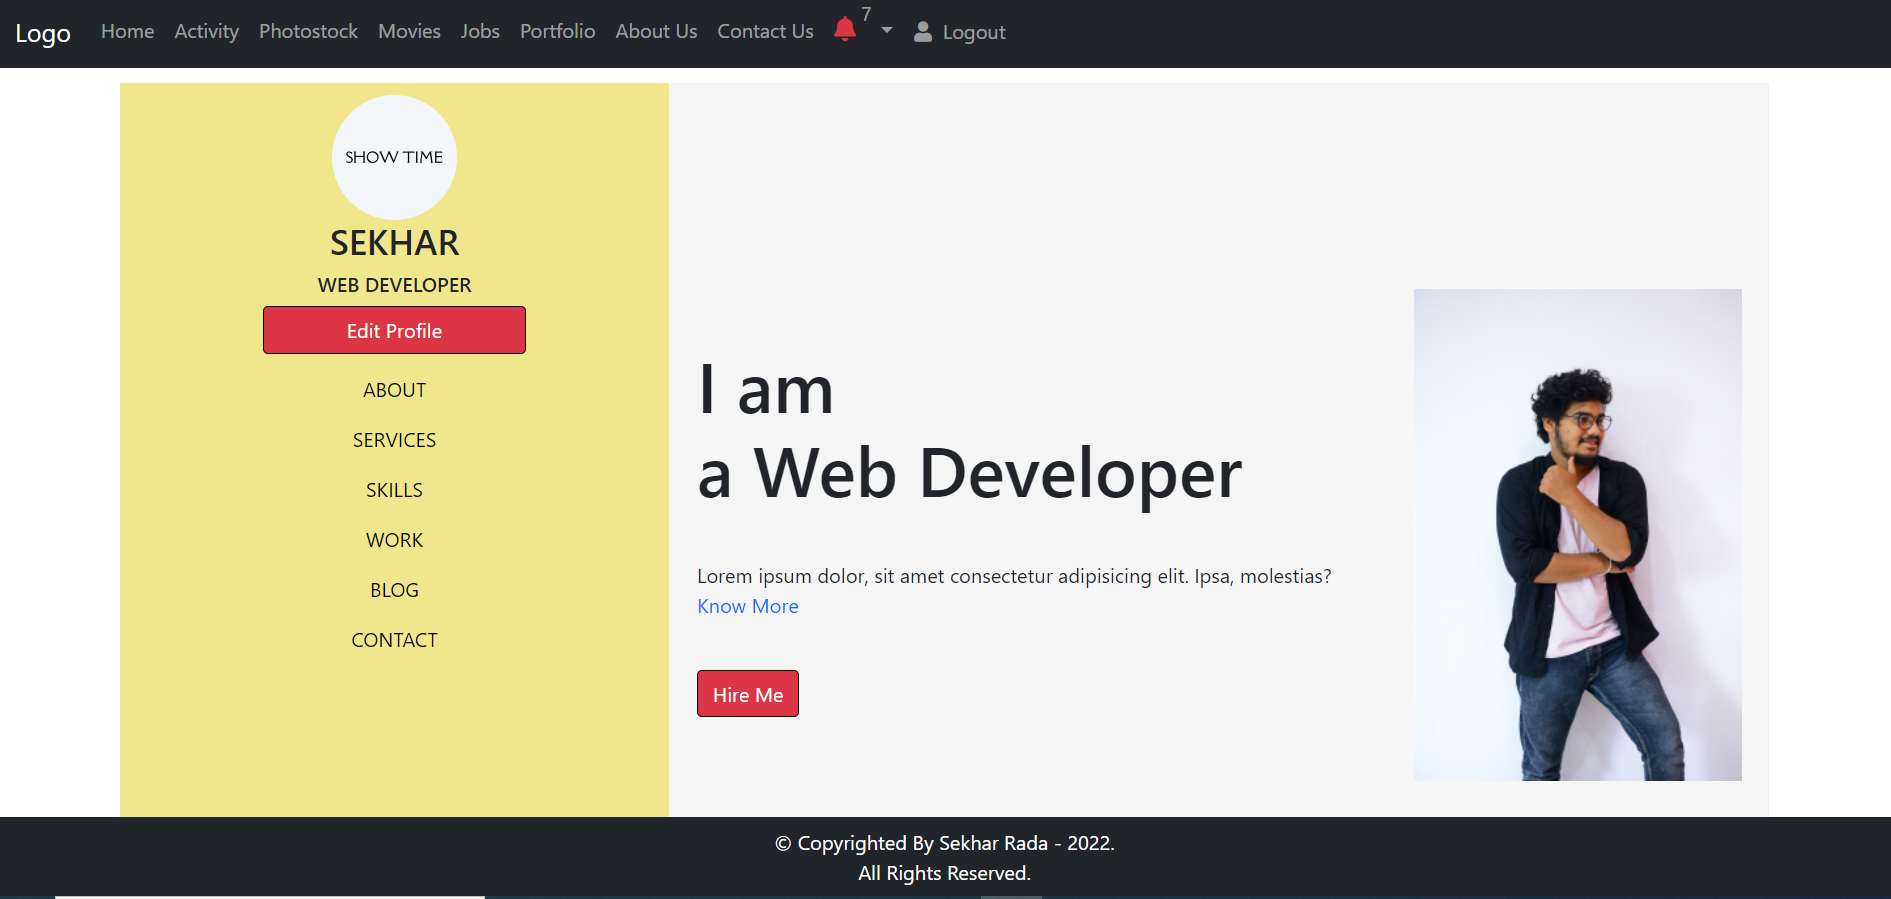 Logo Home Activity Photostock Movies Jobs Portfolio About Us Contact Us 7 Logout
SHOW TIME
SEKHAR
WEB DEVELOPER
Edit Profile
ABOUT
SERVICES
SKILLS
WORK
BLOG
CONTACT
I am
a Web Developer
Lorem ipsum dolor, sit amet consectetur adipisicing elit. Ipsa, molestias?
Know More
Hire Me
© Copyrighted By Sekhar Rada - 2022.
All Rights Reserved.